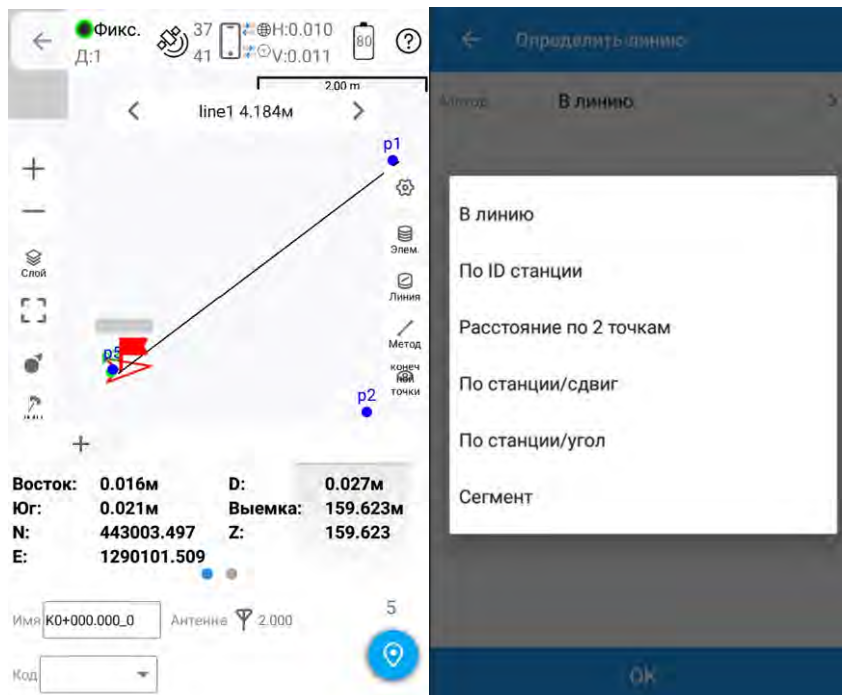 Фикс.
Д:1
37
41
H:0.010
V:0.011
80
?
2.00 m
line1 4.184м
p1
Слой
Элем.
Линия
Метод
конеч
ной
точки
p5
p2
Восток: 0.016м D: 0.027м
Юг: 0.021м Выемка: 159.623м
N: 443003.497 Z: 159.623
E: 1290101.509
Имя K0+000.000_0 Антенна 2.000
5
Код
Определить линию
Метод В линию
В линию
По ID станции
Расстояние по 2 точкам
По станции/сдвиг
По станции/угол
Сегмент
OK